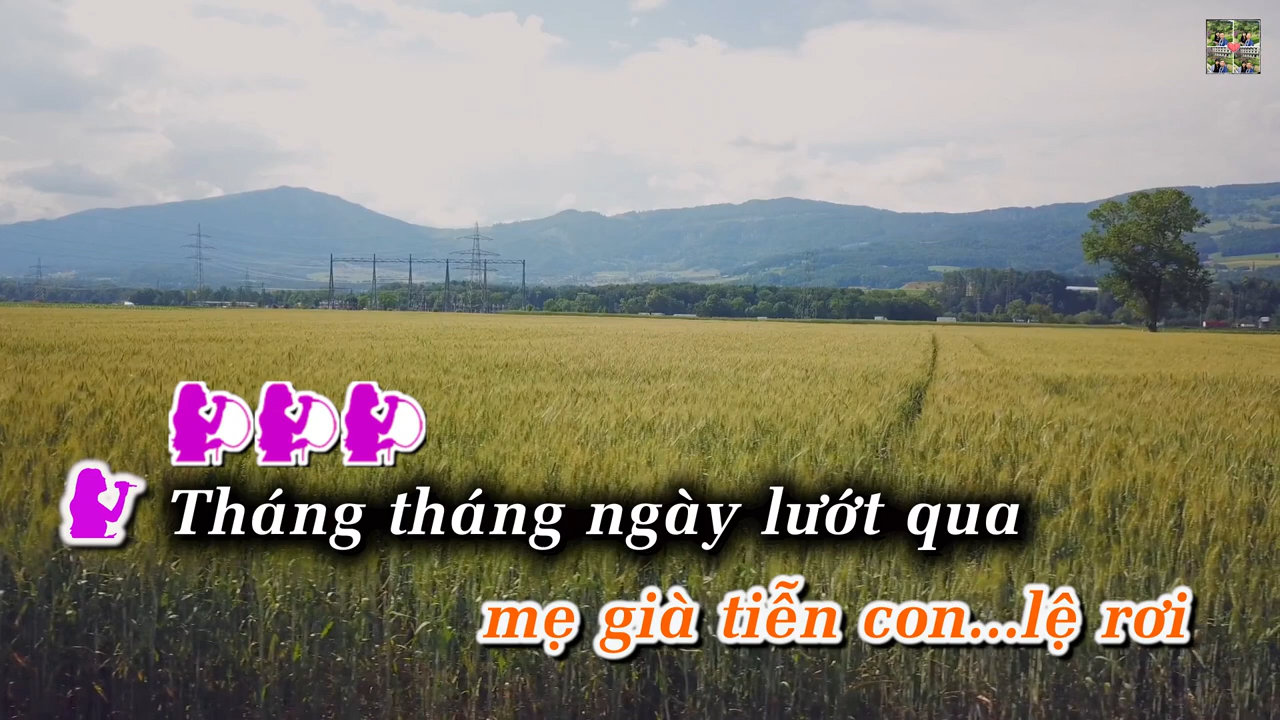 Tháng tháng ngày lướt qua
mẹ già tiễn con...lệ rơi